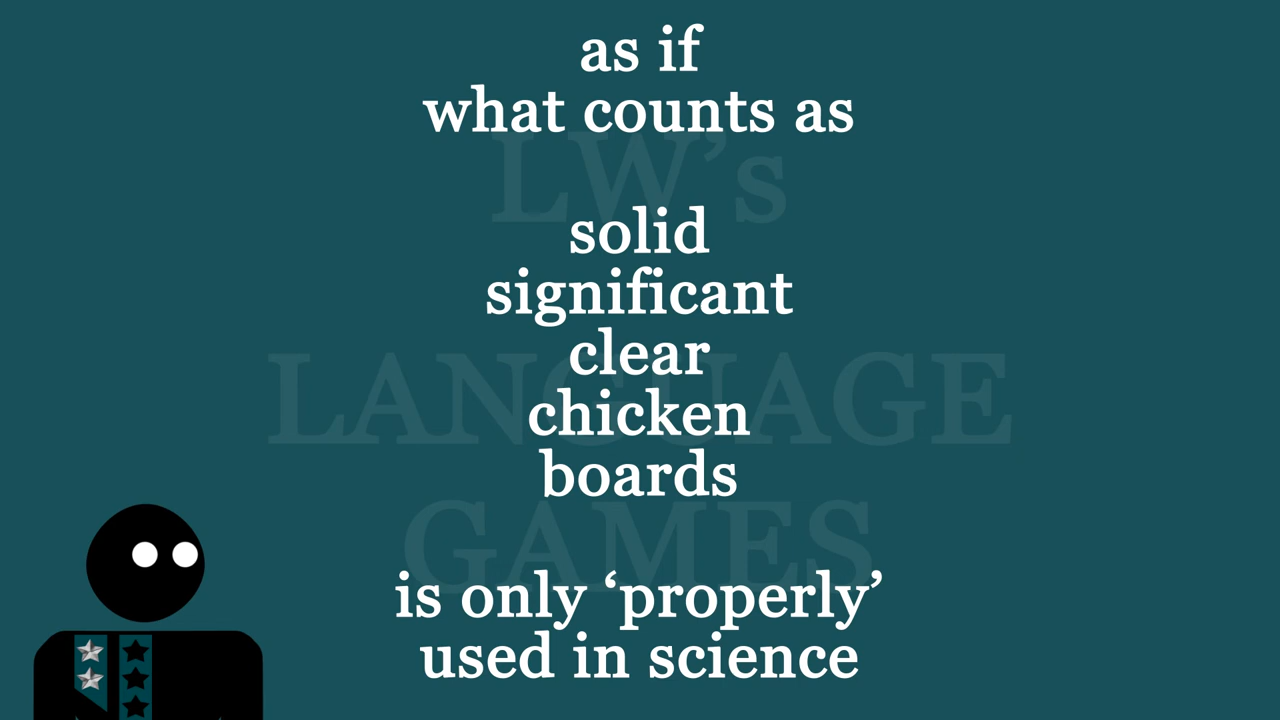 as if
what counts as
LW’s
solid
significant
clear
LANGUAGE
chicken
boards
GAMES
is only ‘properly’
used in science